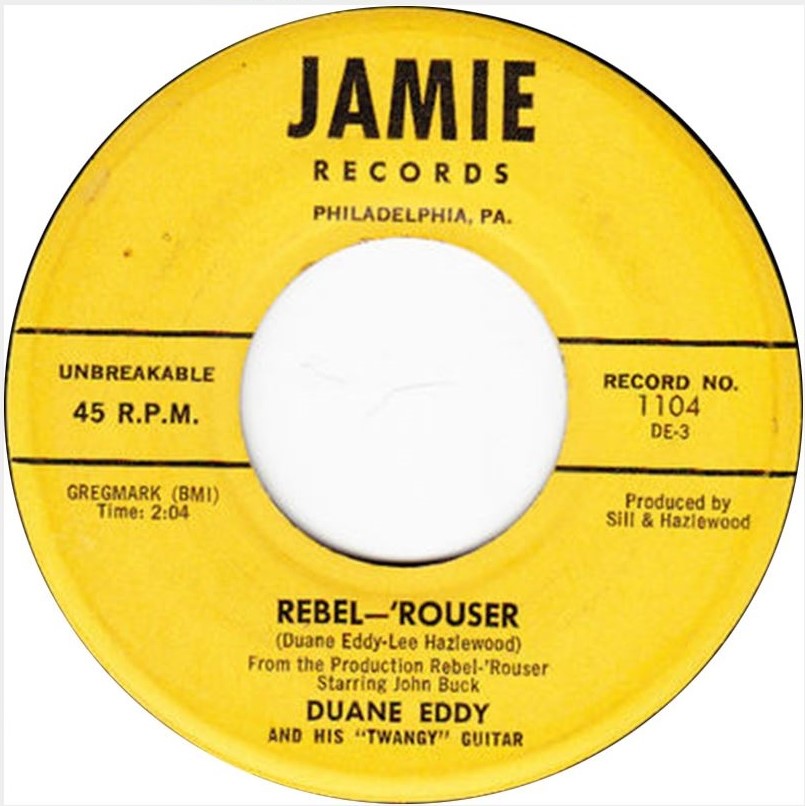 JAMIE
RECORDS
PHILADELPHIA, PA.
UNBREAKABLE
45 R.P.M.
RECORD NO.
1104
DE-3
GREGMARK (BMI)
Time: 2:04
Produced by
Sill & Hazlewood
REBEL—'ROUSER
(Duane Eddy-Lee Hazlewood)
From the Production Rebel-'Rouser
Starring John Buck
DUANE EDDY
AND HIS "TWANGY" GUITAR